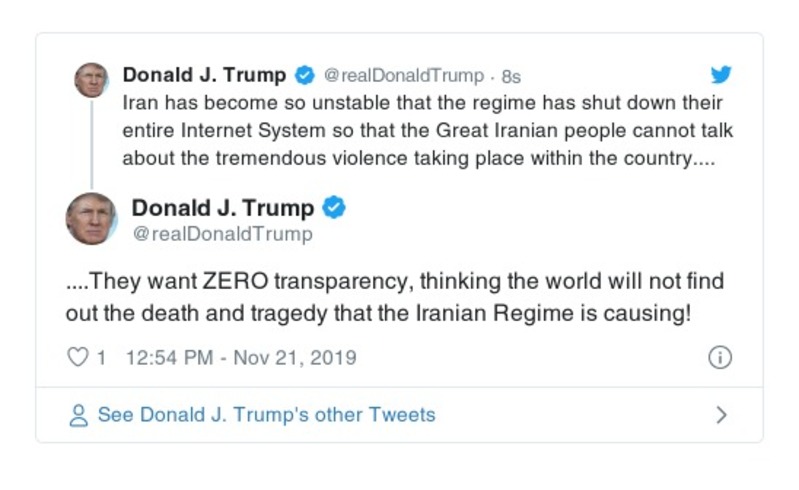 Donald J. Trump @realDonaldTrump · 8s
Iran has become so unstable that the regime has shut down their
entire Internet System so that the Great Iranian people cannot talk
about the tremendous violence taking place within the country....
Donald J. Trump
@realDonaldTrump
....They want ZERO transparency, thinking the world will not find
out the death and tragedy that the Iranian Regime is causing!
1 12:54 PM - Nov 21, 2019
See Donald J. Trump's other Tweets